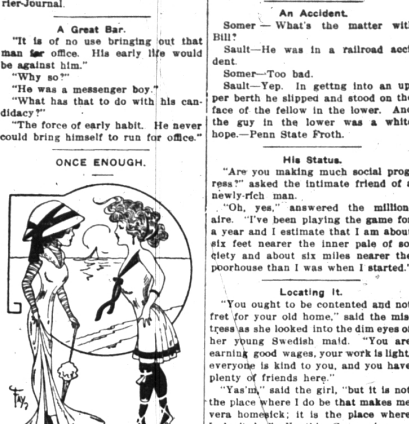 rier-Journal.
A Great Bar.
"It is of no use bringing out that
man for office. His early life would
be against him."
"Why so?"
"He was a messenger boy."
"What has that to do with his can-
didacy?"
"The force of early habit. He never
could bring himself to run for office."
ONCE ENOUGH.
An Accident.
Somer — What's the matter with
Bill?
Sault—He was in a railroad acci
dent.
Somer—Too bad.
Sault—Yep. In gettng into an up
per berth he slipped and stood on the
face of the fellow in the lower. And
the guy in the lower was a white
hope.—Penn State Froth.
His Status.
"Are you making much social prog
ress?" asked the intimate friend of a
newly-rich man.
"Oh, yes," answered the million
aire. "I've been playing the game for
a year and I estimate that I am about
six feet nearer the inner pale of so
ciety and about six miles nearer the
poorhouse than I was when I started."
Locating It.
"You ought to be contented and not
fret for your old home," said the mis
tress as she looked into the dim eyes of
her young Swedish maid. "You are
earning good wages, your work is light,
everyone is kind to you, and you have
plenty of friends here."
"Yas'm," said the girl, "but it is not
the place where I do be that makes me
vera homesick; it is the place where